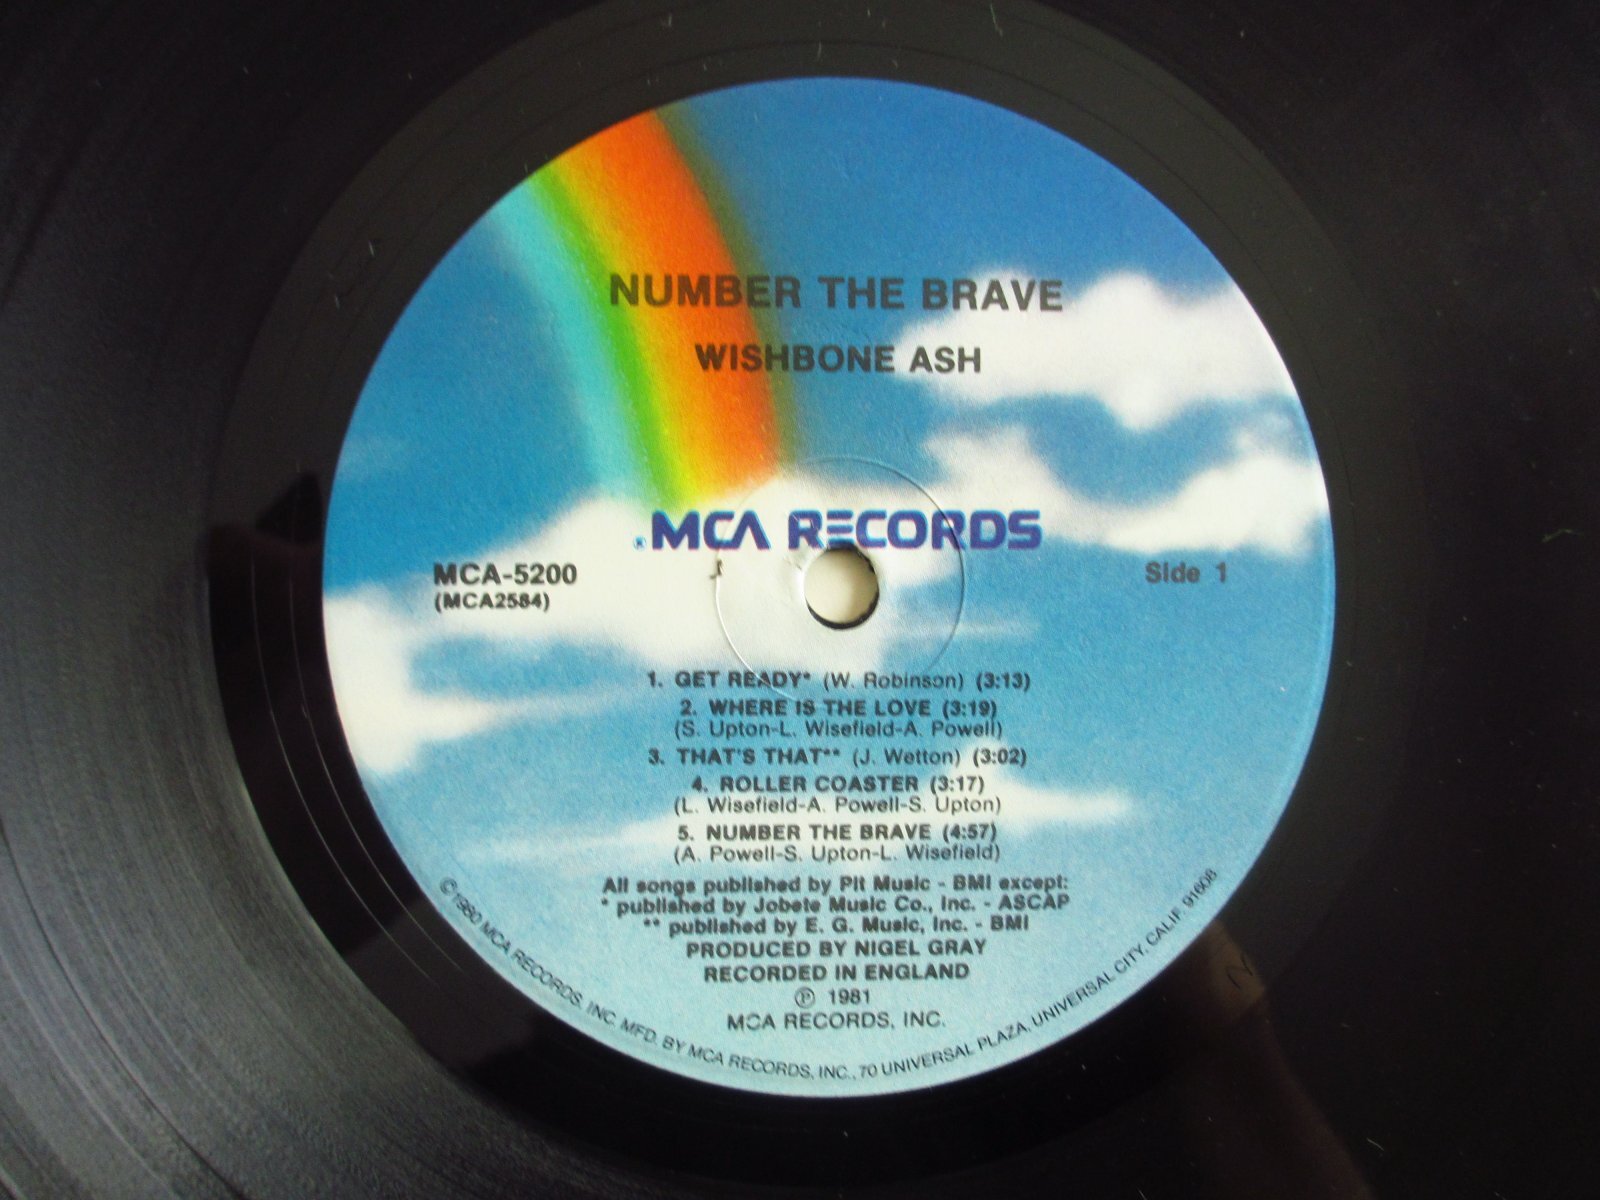 NUMBER THE BRAVE
WISHBONE ASH
MCA RECORDS
MCA-5200
(MCA2584)
Side 1
1. GET READY* (W. Robinson) (3:13)
2. WHERE IS THE LOVE (3:19)
(S. Upton-L. Wisefield-A. Powell)
3. THAT'S THAT** (J. Wetton) (3:02)
4. ROLLER COASTER (3:17)
(L. Wisefield-A. Powell-S. Upton)
5. NUMBER THE BRAVE (4:57)
(A. Powell-S. Upton-L. Wisefield)
All songs published by Pit Music - BMI except:
* published by Jobete Music Co., Inc. - ASCAP
** published by E. G. Music, Inc. - BMI
PRODUCED BY NIGEL GRAY
RECORDED IN ENGLAND
℗ 1981
MCA RECORDS, INC.
©1980 MCA RECORDS, INC. MFD. BY MCA RECORDS, INC., 70 UNIVERSAL PLAZA, UNIVERSAL CITY, CALIF. 91608